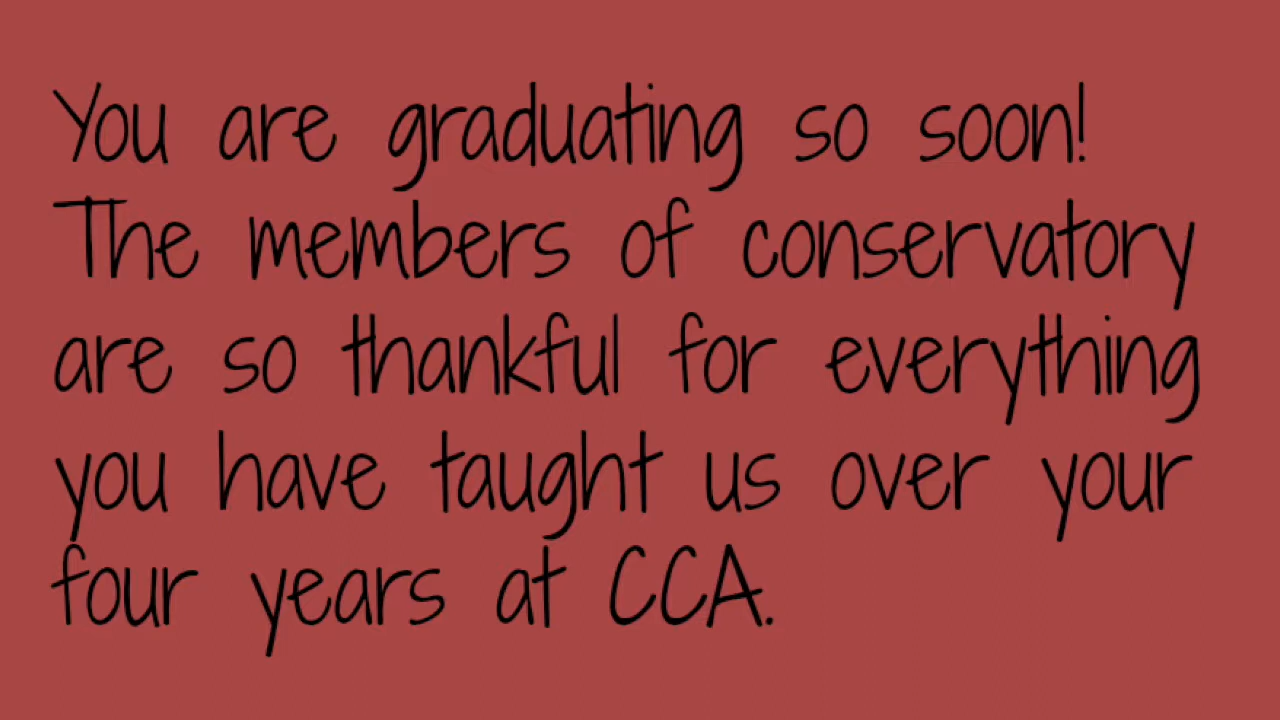 You are graduating so soon!
The members of conservatory
are so thankful for everything
you have taught us over your
four years at CCA.